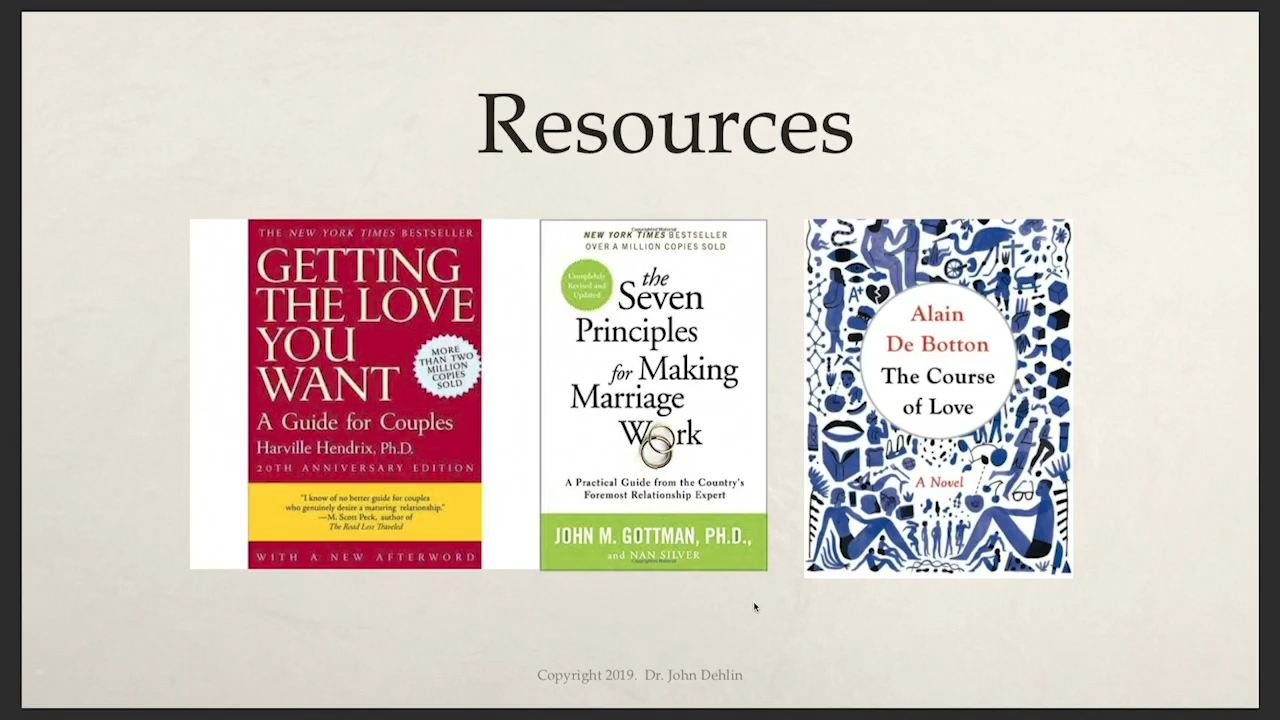 Resources
THE NEW YORK TIMES BESTSELLER
GETTING
THE LOVE
YOU
WANT
MORE
THAN TWO
MILLION
COPIES
SOLD
A Guide for Couples
Harville Hendrix, Ph.D.
20TH ANNIVERSARY EDITION
"I know of no better guide for couples
who genuinely desire a maturing relationship."
—M. Scott Peck, author of
The Road Less Traveled
WITH A NEW AFTERWORD
Copyrighted Material
NEW YORK TIMES BESTSELLER
OVER A MILLION COPIES SOLD
Completely
Revised and
Updated
the
Seven
Principles
for Making
Marriage
Work
A Practical Guide from the Country's
Foremost Relationship Expert
JOHN M. GOTTMAN, PH.D.,
and NAN SILVER
Copyrighted Material
A+
Alain
De Botton
The Course
of Love
A Novel
Copyright 2019. Dr. John Dehlin